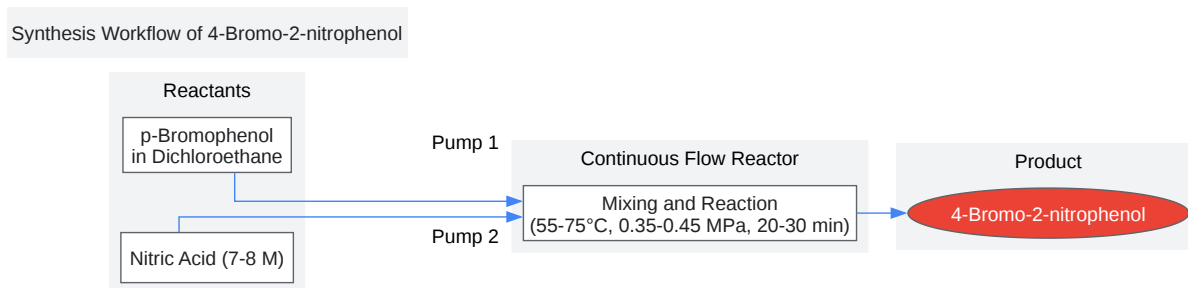 Synthesis Workflow of 4-Bromo-2-nitrophenol
Reactants
p-Bromophenol
in Dichloroethane
Nitric Acid (7-8 M)
Pump 1
Pump 2
Continuous Flow Reactor
Mixing and Reaction
(55-75°C, 0.35-0.45 MPa, 20-30 min)
Product
4-Bromo-2-nitrophenol